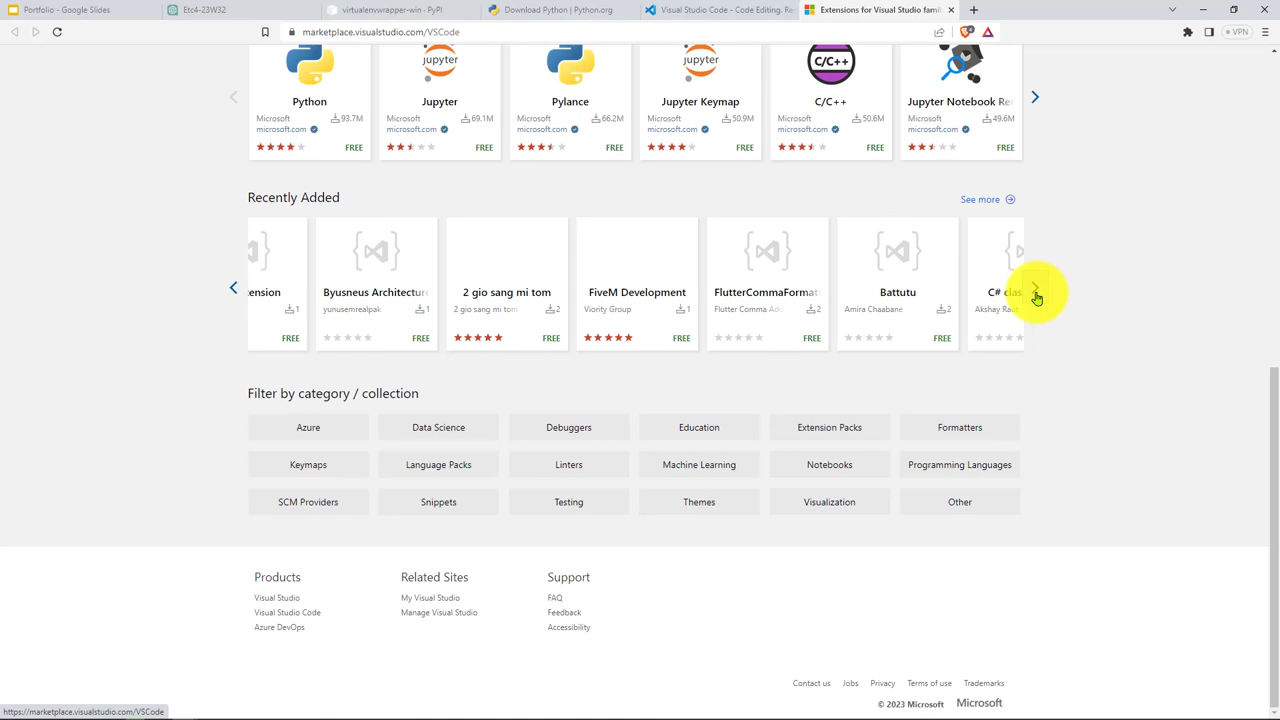 Portfolio - Google Slides
Etc4-23W32
virtualenvwrapper-win · PyPI
Download Python | Python.org
Visual Studio Code - Code Editing. Re
Extensions for Visual Studio famil
marketplace.visualstudio.com/VSCode
4
VPN
C/C++
Python
Jupyter
Pylance
Jupyter Keymap
C/C++
Jupyter Notebook Re
Microsoft 93.7M
Microsoft 69.1M
Microsoft 66.2M
Microsoft 50.9M
Microsoft 50.6M
Microsoft 49.6M
microsoft.com
microsoft.com
microsoft.com
microsoft.com
microsoft.com
microsoft.com
FREE
FREE
FREE
FREE
FREE
FREE
Recently Added
See more
ension
Byusneus Architecture
2 gio sang mi tom
FiveM Development
FlutterCommaFormat
Battutu
C# clas
1
yunusemrealpak 1
2 gio sang mi tom 2
Viority Group 1
Flutter Comma Add 2
Amira Chaabane 2
Akshay Raut
FREE
FREE
FREE
FREE
FREE
FREE
Filter by category / collection
Azure
Data Science
Debuggers
Education
Extension Packs
Formatters
Keymaps
Language Packs
Linters
Machine Learning
Notebooks
Programming Languages
SCM Providers
Snippets
Testing
Themes
Visualization
Other
Products
Related Sites
Support
Visual Studio
My Visual Studio
FAQ
Visual Studio Code
Manage Visual Studio
Feedback
Azure DevOps
Accessibility
Contact us
Jobs
Privacy
Terms of use
Trademarks
© 2023 Microsoft
Microsoft
https://marketplace.visualstudio.com/VSCode